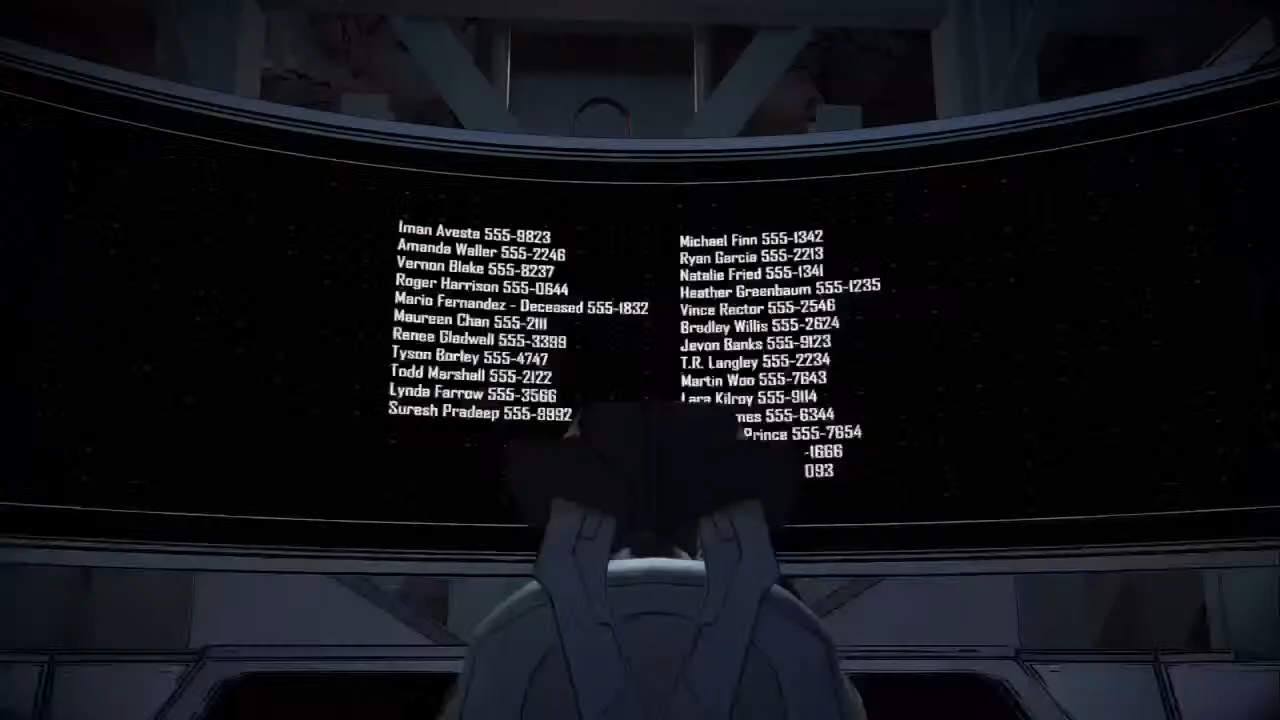 Iman Avesta 555-9823
Amanda Waller 555-2246
Vernon Blake 555-8237
Roger Harrison 555-0644
Mario Fernandez - Deceased 555-1832
Maureen Chan 555-2111
Renee Gladwell 555-3399
Tyson Borley 555-4747
Todd Marshall 555-2122
Lynda Farrow 555-3566
Suresh Pradeep 555-9992
Michael Finn 555-1342
Ryan Garcia 555-2213
Natalie Fried 555-1341
Heather Greenbaum 555-1235
Vince Rector 555-2546
Bradley Willis 555-2624
Jevon Banks 555-9123
T.R. Langley 555-2234
Martin Woo 555-7643
Lara Kilroy 555-9114
mes 555-6344
Prince 555-7654
-1666
093